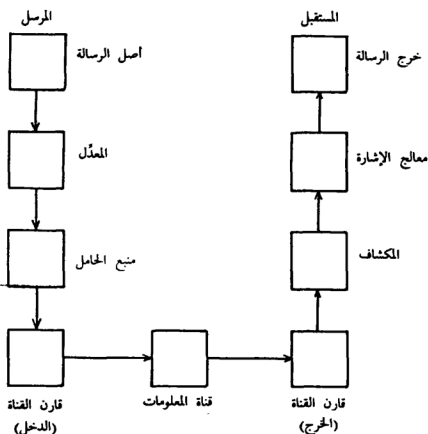 المرسل
المستقبل
أصل الرسالة
خرج الرسالة
المعدِّل
معالج الإشارة
منبع الحامل
المكشاف
قارن القناة
(الدخل)
قناة المعلومات
قارن القناة
(الخرج)